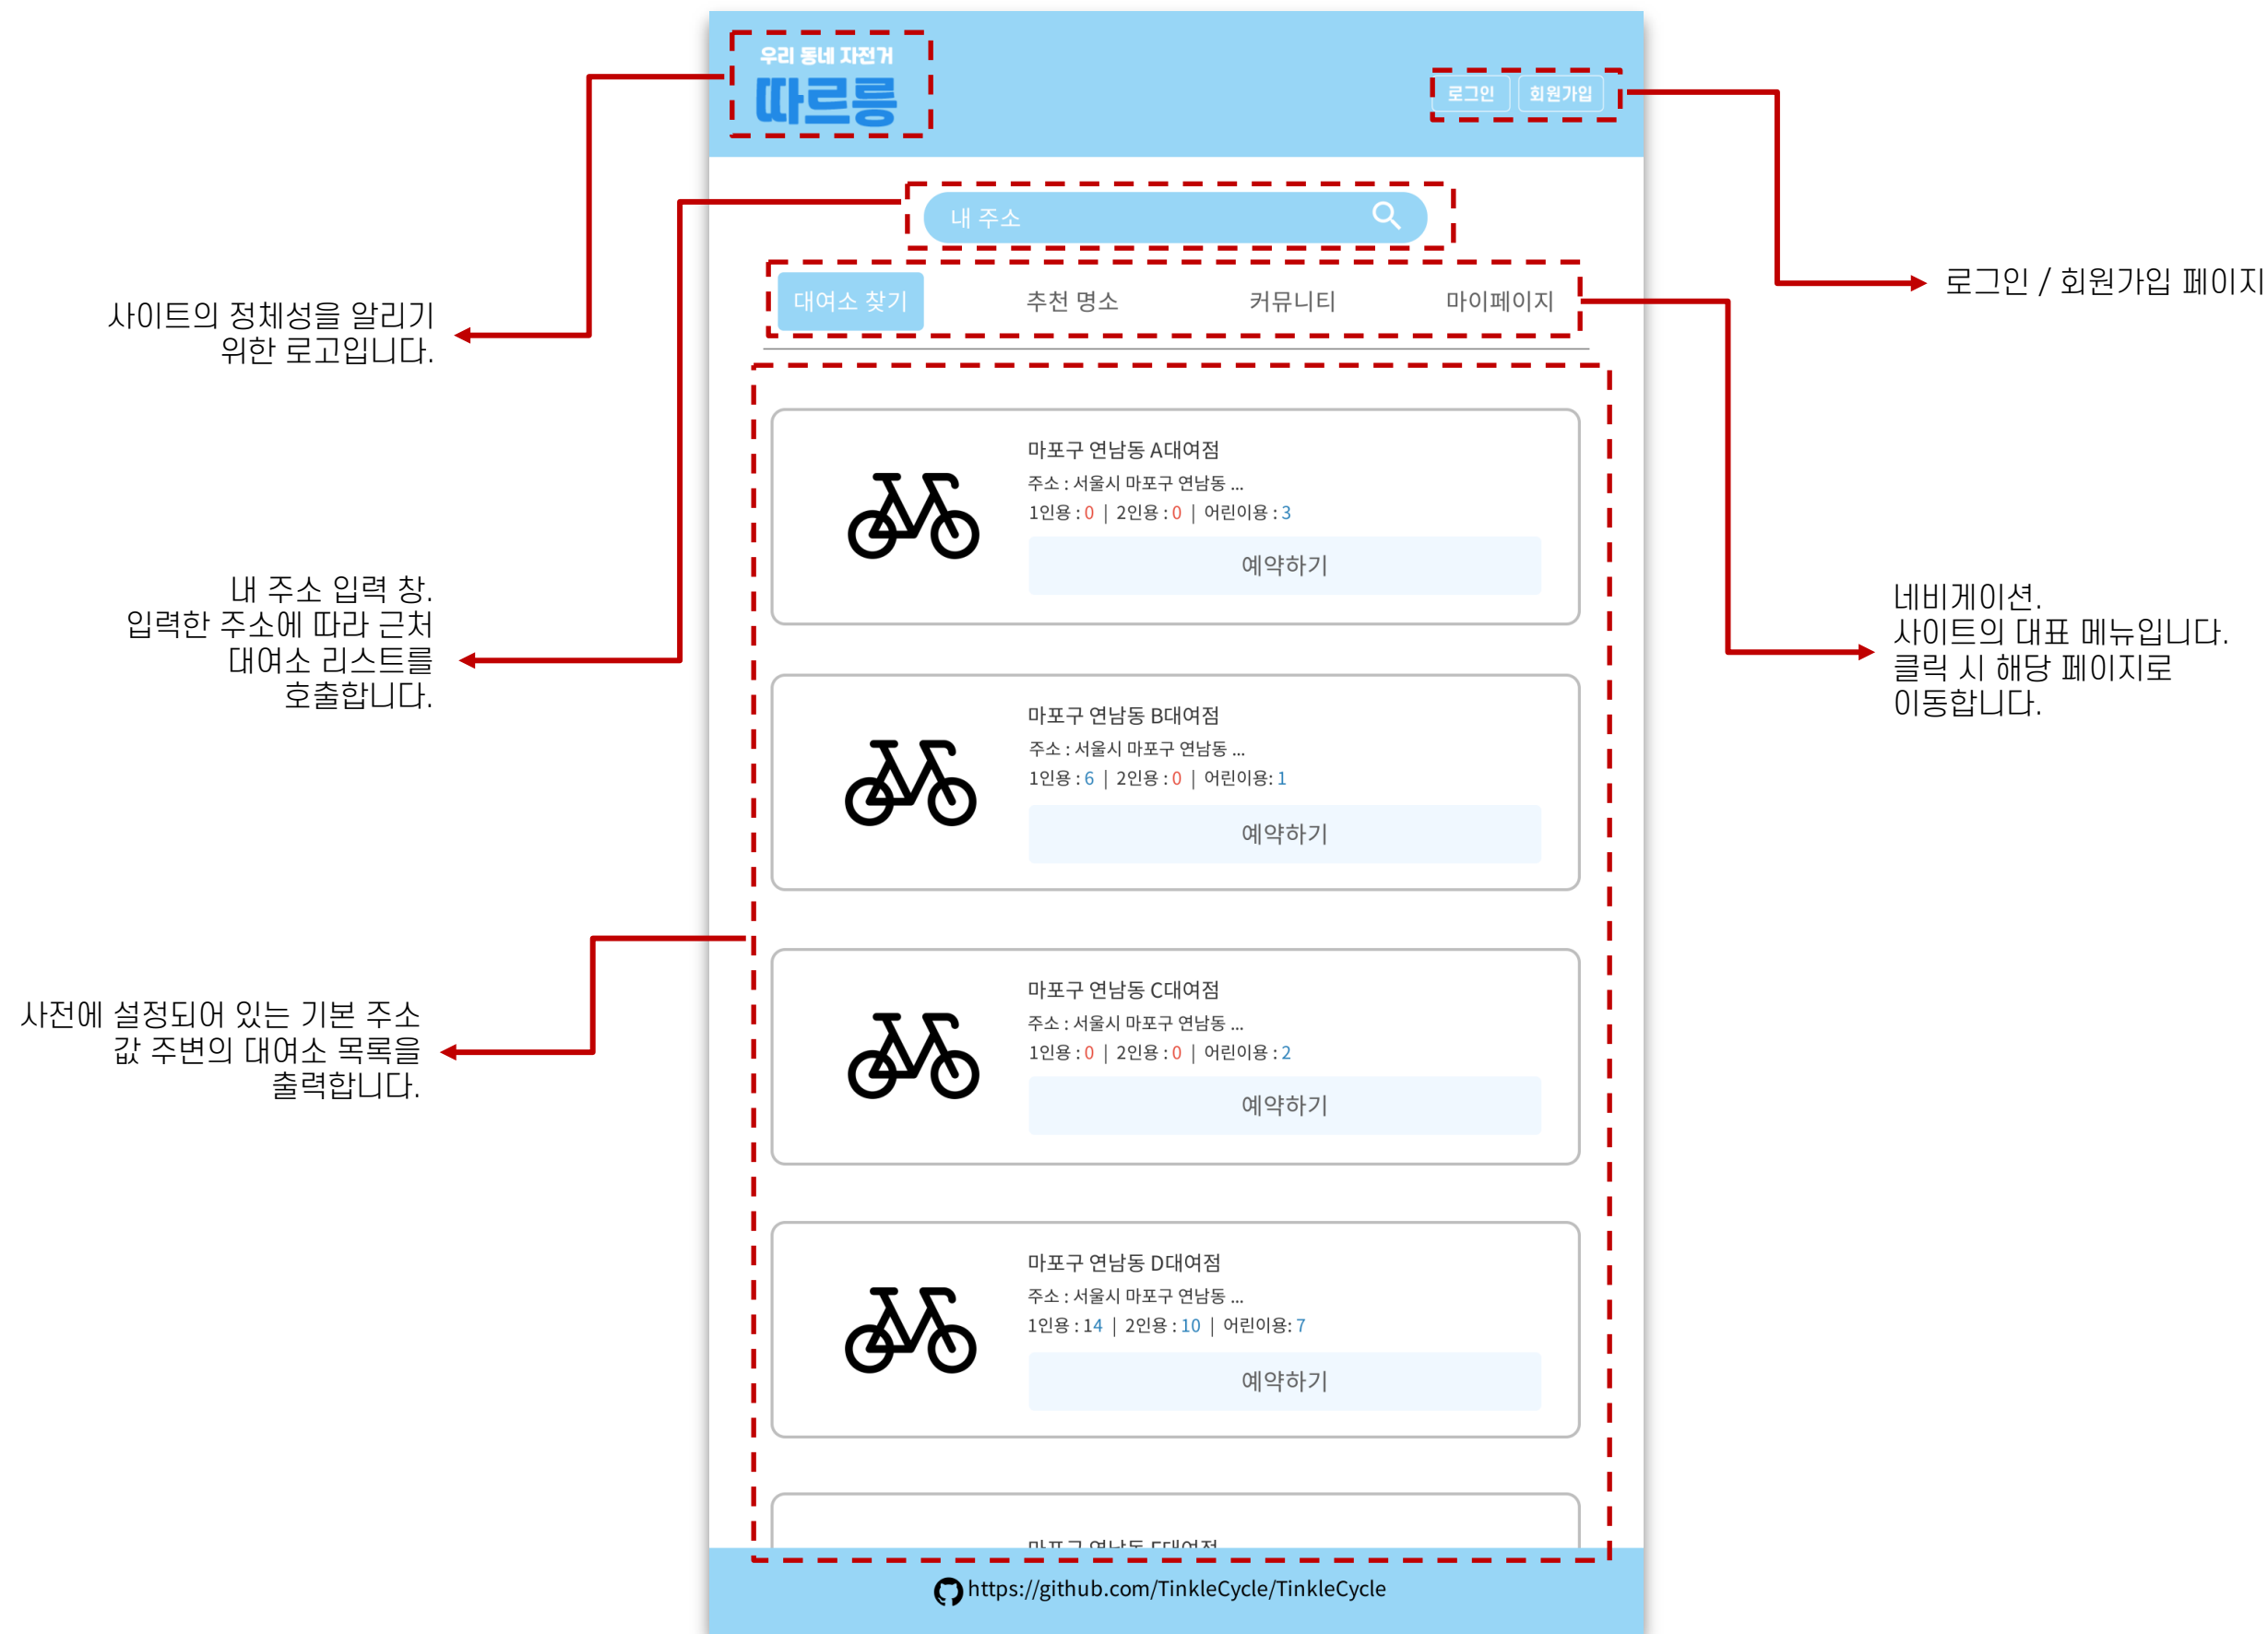 우리 동네 자전거
따르릉
로그인 회원가입
내 주소
대여소 찾기 추천 명소 커뮤니티 마이페이지
마포구 연남동 A대여점
주소 : 서울시 마포구 연남동 ...
1인용 : 0 | 2인용 : 0 | 어린이용 : 3
예약하기
마포구 연남동 B대여점
주소 : 서울시 마포구 연남동 ...
1인용 : 6 | 2인용 : 0 | 어린이용: 1
예약하기
마포구 연남동 C대여점
주소 : 서울시 마포구 연남동 ...
1인용 : 0 | 2인용 : 0 | 어린이용 : 2
예약하기
마포구 연남동 D대여점
주소 : 서울시 마포구 연남동 ...
1인용 : 14 | 2인용 : 10 | 어린이용: 7
예약하기
https://github.com/TinkleCycle/TinkleCycle
사이트의 정체성을 알리기
위한 로고입니다.
내 주소 입력 창.
입력한 주소에 따라 근처
대여소 리스트를
호출합니다.
사전에 설정되어 있는 기본 주소
값 주변의 대여소 목록을
출력합니다.
로그인 / 회원가입 페이지
네비게이션.
사이트의 대표 메뉴입니다.
클릭 시 해당 페이지로
이동합니다.